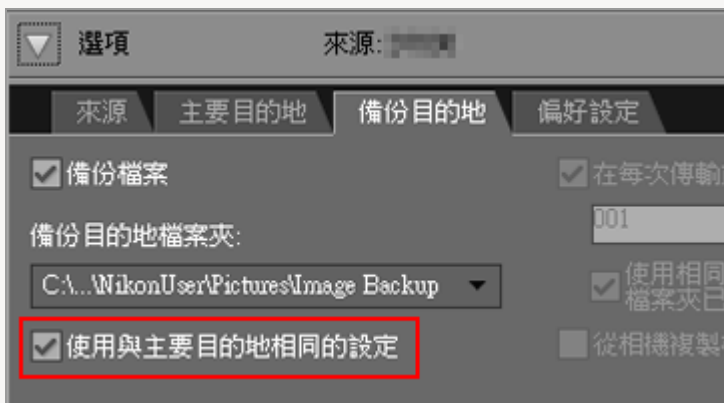 選項
來源:
來源
主要目的地
備份目的地
偏好設定
備份檔案
備份目的地檔案夾:
C:\...\NikonUser\Pictures\Image Backup
使用與主要目的地相同的設定
在每次傳輸
001
使用相同
檔案夾已
從相機複製